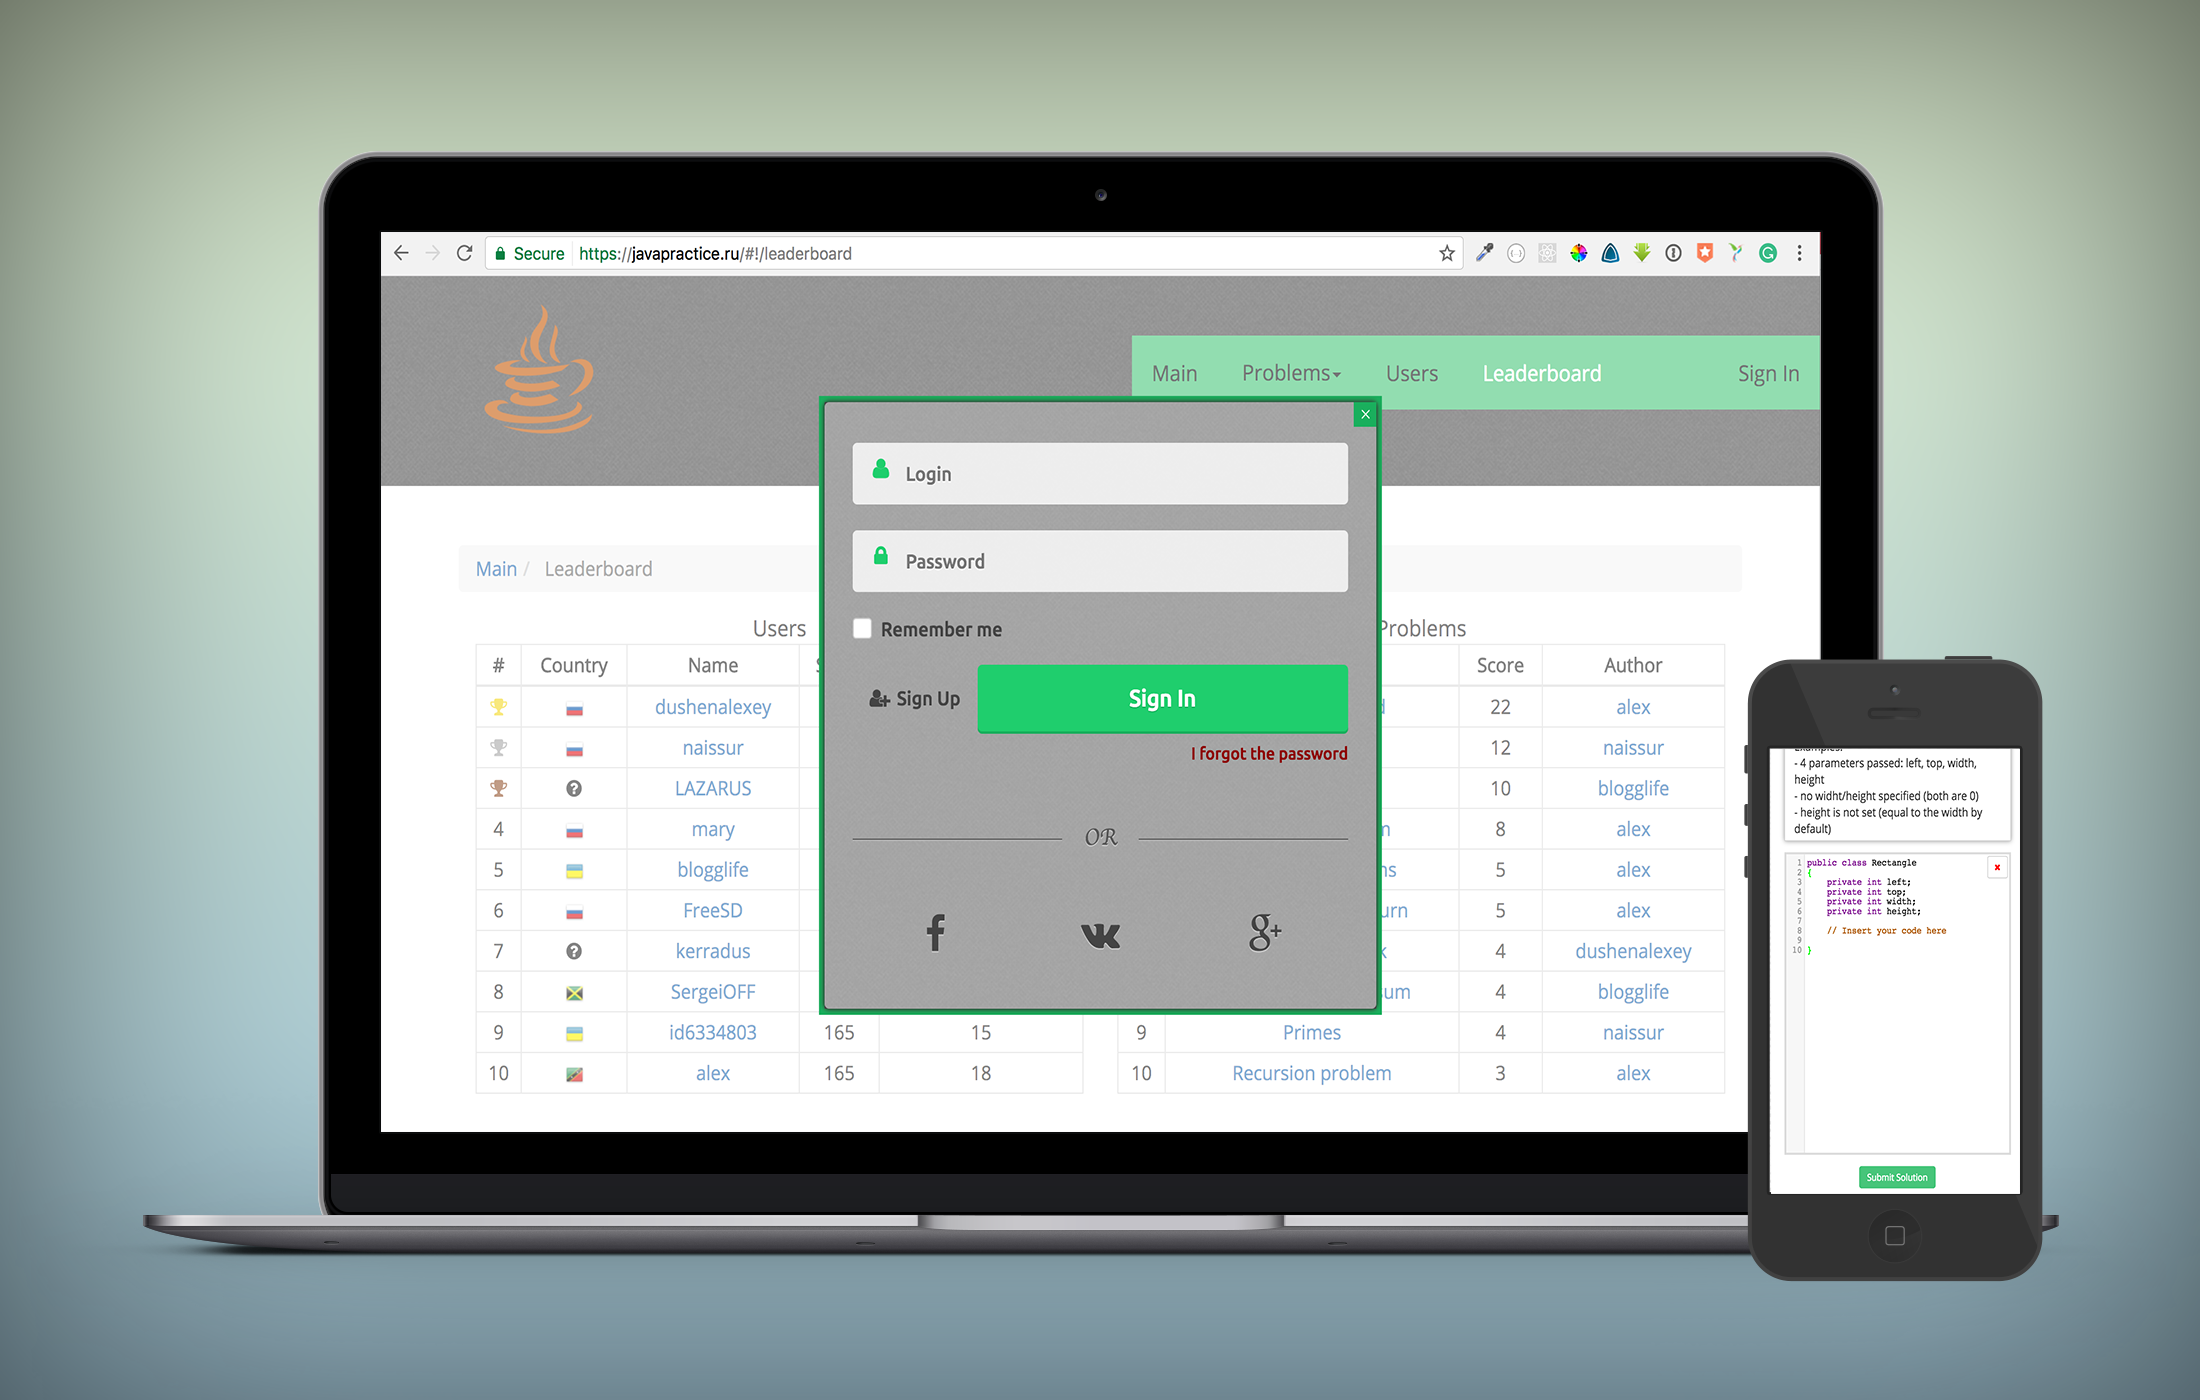 Secure https://javapractice.ru/#!/leaderboard
Main Problems Users Leaderboard Sign In
x
Login
Password
Remember me
Sign Up Sign In
I forgot the password
OR
f VK g+
Main / Leaderboard
Users
# Country Name
dushenalexey
naissur
LAZARUS
4 mary
5 blogglife
6 FreeSD
7 kerradus
8 SergeiOFF
9 id6334803 165 15
10 alex 165 18
Problems
Score Author
22 alex
12 naissur
10 blogglife
8 alex
5 alex
5 alex
4 dushenalexey
4 blogglife
9 Primes 4 naissur
10 Recursion problem 3 alex
- 4 parameters passed: left, top, width,
height
- no widht/height specified (both are 0)
- height is not set (equal to the width by
default)
1 public class Rectangle
2 {
3 private int left;
4 private int top;
5 private int width;
6 private int height;
7
8 // Insert your code here
9
10 }
Submit Solution